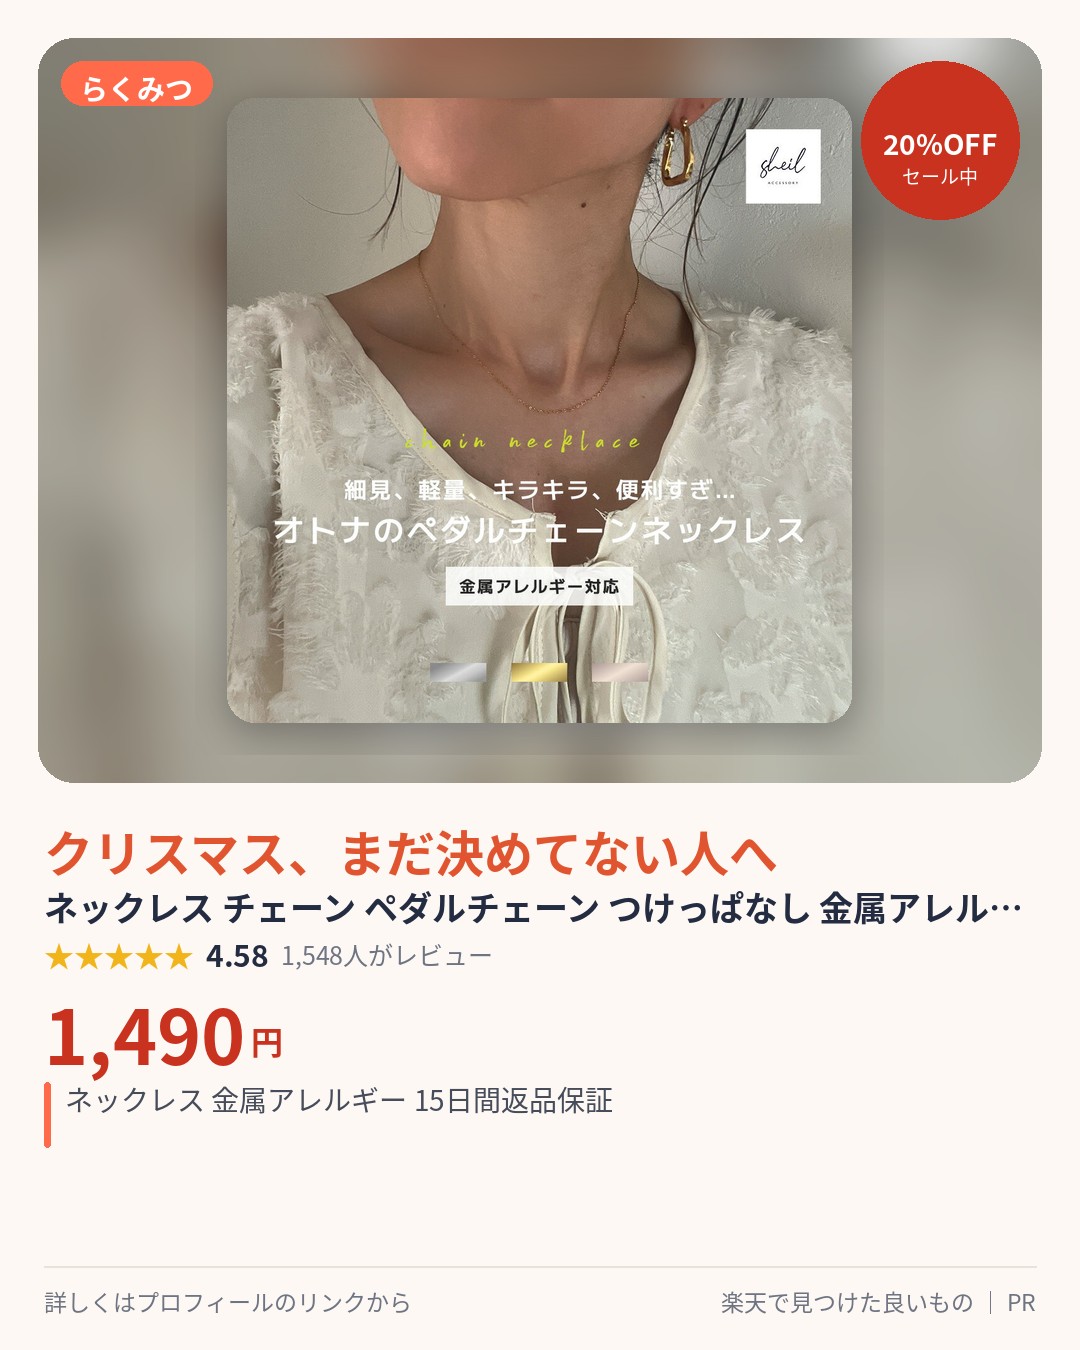 らくみつ
20%OFF
セール中
sheil
ACCESSORY
chain necklace
細見、軽量、キラキラ、便利すぎ...
オトナのペダルチェーンネックレス
金属アレルギー対応
クリスマス、まだ決めてない人へ
ネックレス チェーン ペダルチェーン つけっぱなし 金属アレル…
★★★★★ 4.58 1,548人がレビュー
1,490円
ネックレス 金属アレルギー 15日間返品保証
詳しくはプロフィールのリンクから
楽天で見つけた良いもの｜PR